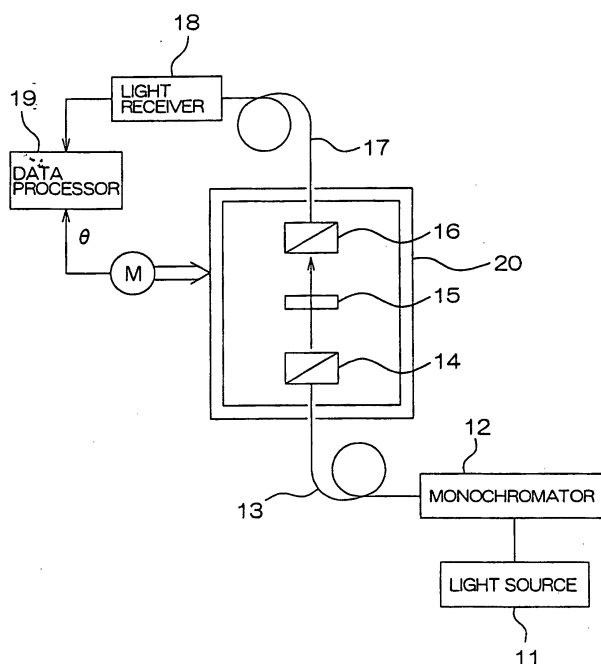 18
LIGHT
RECEIVER
19
DATA
PROCESSOR
17
θ
M
16
20
15
14
12
MONOCHROMATOR
13
LIGHT SOURCE
11